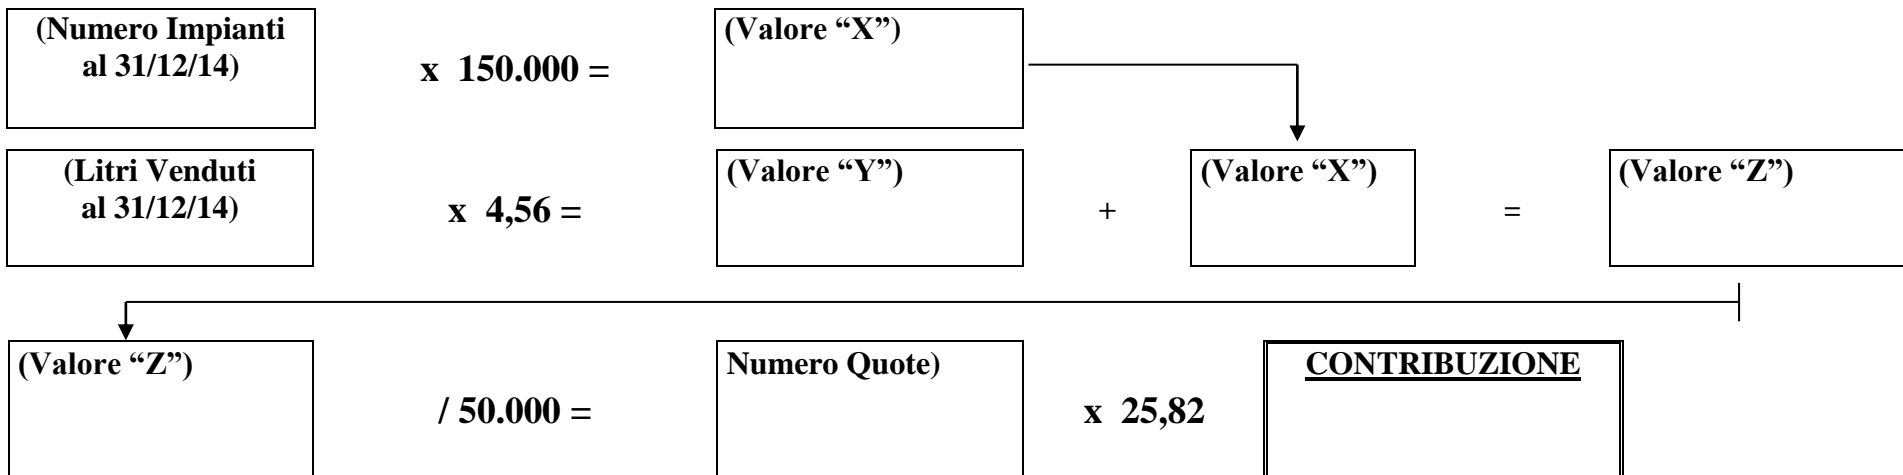 (Numero Impianti
al 31/12/14)
x 150.000 =
(Valore “X”)
(Litri Venduti
al 31/12/14)
x 4,56 =
(Valore “Y”)
+
(Valore “X”)
=
(Valore “Z”)
(Valore “Z”)
/ 50.000 =
Numero Quote)
x 25,82
CONTRIBUZIONE